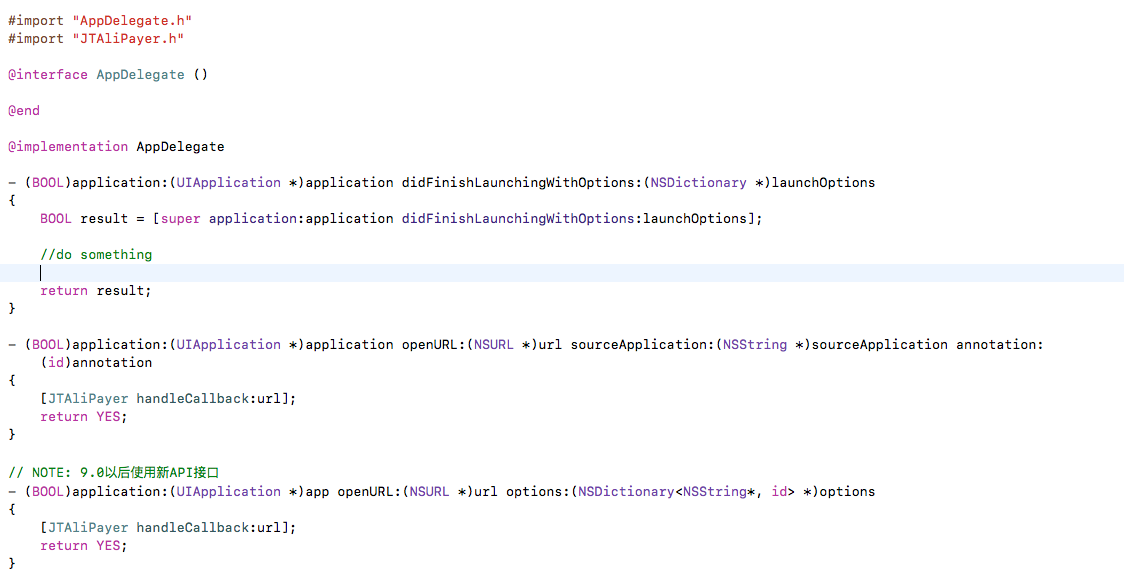 #import "AppDelegate.h"
#import "JTAliPayer.h"
@interface AppDelegate ()
@end
@implementation AppDelegate
- (BOOL)application:(UIApplication *)application didFinishLaunchingWithOptions:(NSDictionary *)launchOptions
{
BOOL result = [super application:application didFinishLaunchingWithOptions:launchOptions];
//do something
return result;
}
- (BOOL)application:(UIApplication *)application openURL:(NSURL *)url sourceApplication:(NSString *)sourceApplication annotation:
(id)annotation
{
[JTAliPayer handleCallback:url];
return YES;
}
// NOTE: 9.0以后使用新API接口
- (BOOL)application:(UIApplication *)app openURL:(NSURL *)url options:(NSDictionary<NSString*, id> *)options
{
[JTAliPayer handleCallback:url];
return YES;
}